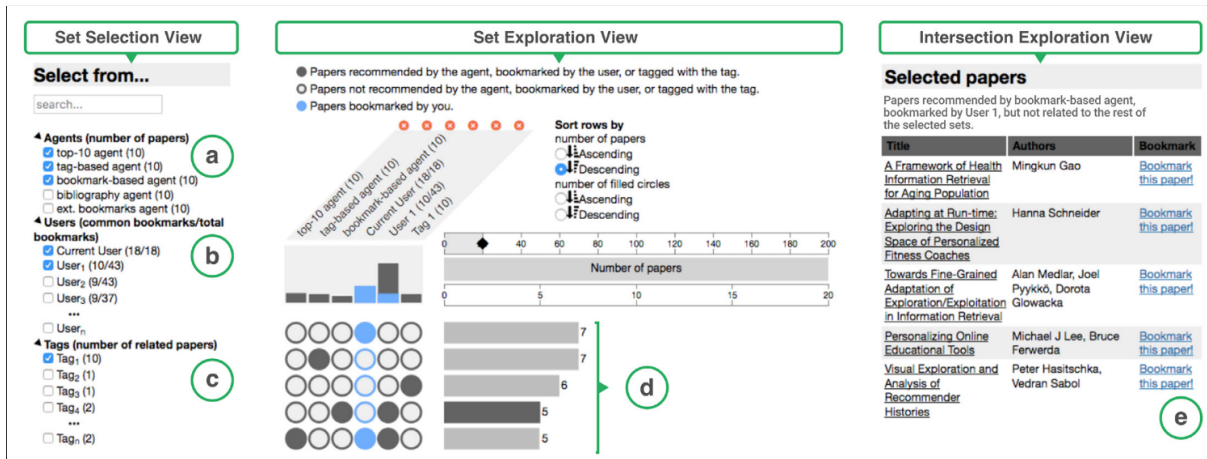 Set Selection View
Select from...
search...
Agents (number of papers)
top-10 agent (10)
tag-based agent (10)
bookmark-based agent (10)
bibliography agent (10)
ext. bookmarks agent (10)
Users (common bookmarks/total
bookmarks)
Current User (18/18)
User1 (10/43)
User2 (9/43)
User3 (9/37)
...
Usern
Tags (number of related papers)
Tag1 (10)
Tag2 (1)
Tag3 (1)
Tag4 (2)
...
Tagn (2)
a
b
c
Set Exploration View
Papers recommended by the agent, bookmarked by the user, or tagged with the tag.
Papers not recommended by the agent, bookmarked by the user, or tagged with the tag.
Papers bookmarked by you.
top-10 agent (10)
tag-based agent (10)
bookmark-based agent (10)
Current User (18/18)
User 1 (10/43)
Tag 1 (10)
Sort rows by
number of papers
Ascending
Descending
number of filled circles
Ascending
Descending
0 20 40 60 80 100 120 140 160 180 200
Number of papers
0 5 10 15 20
7
7
6
5
5
d
Intersection Exploration View
Selected papers
Papers recommended by bookmark-based agent,
bookmarked by User 1, but not related to the rest of
the selected sets.
Title Authors Bookmark
A Framework of Health Mingkun Gao Bookmark
Information Retrieval this paper!
for Aging Population
Adapting at Run-time: Hanna Schneider Bookmark
Exploring the Design this paper!
Space of Personalized
Fitness Coaches
Towards Fine-Grained Alan Medlar, Joel Bookmark
Adaptation of Pyykkö, Dorota this paper!
Exploration/Exploitation Glowacka
in Information Retrieval
Personalizing Online Michael J Lee, Bruce Bookmark
Educational Tools Ferwerda this paper!
Visual Exploration and Peter Hasitschka, Bookmark
Analysis of Vedran Sabol this paper!
Recommender
Histories
e